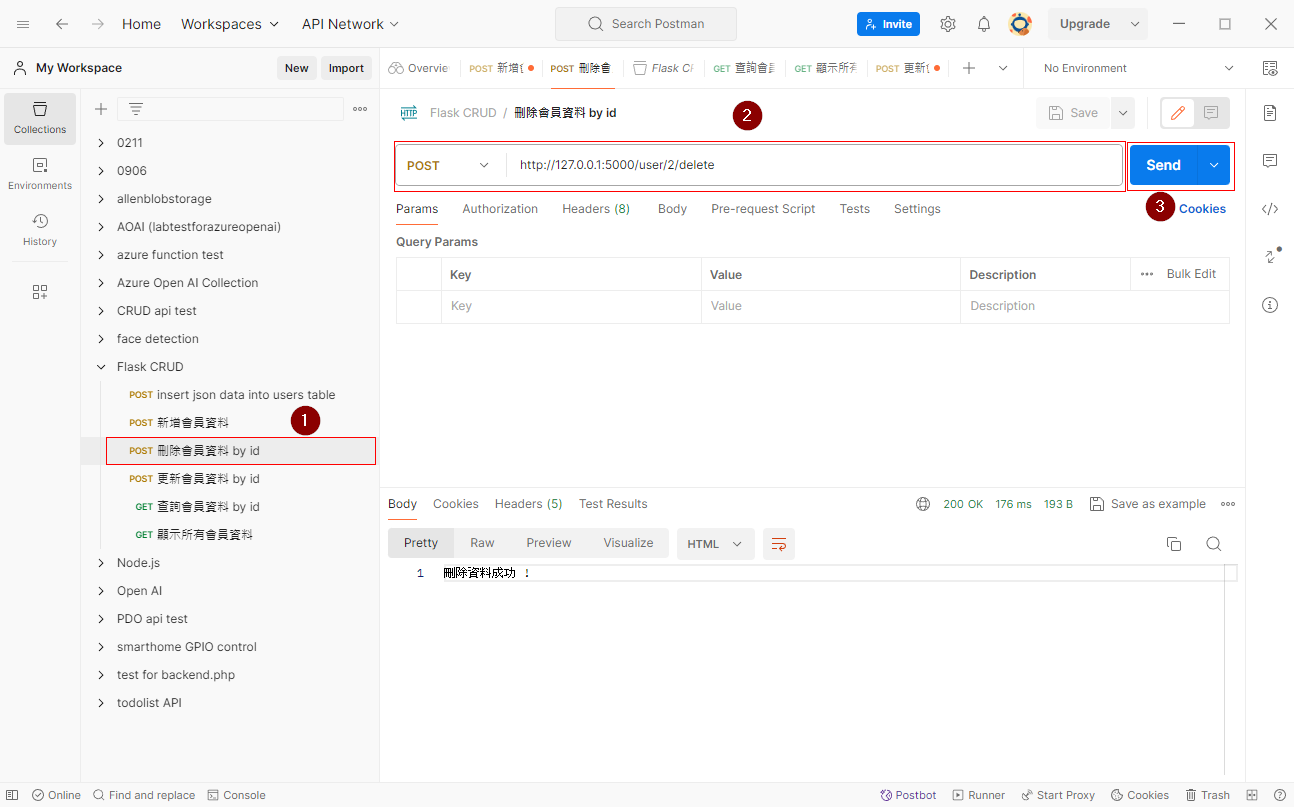 Home Workspaces API Network Search Postman Invite Upgrade
My Workspace New Import
Overvie POST 新增 POST 刪除會 Flask CF GET 查詢會 GET 顯示所 POST 更新 No Environment
Collections
Environments
History
0211
0906
allenblobstorage
AOAI (labtestforazureopenai)
azure function test
Azure Open AI Collection
CRUD api test
face detection
Flask CRUD
POST insert json data into users table
POST 新增會員資料
1
POST 刪除會員資料 by id
POST 更新會員資料 by id
GET 查詢會員資料 by id
GET 顯示所有會員資料
Node.js
Open AI
PDO api test
smarthome GPIO control
test for backend.php
todolist API
HTTP Flask CRUD / 刪除會員資料 by id
2
Save
POST http://127.0.0.1:5000/user/2/delete Send
3
Params Authorization Headers (8) Body Pre-request Script Tests Settings Cookies
Query Params
Key Value Description ••• Bulk Edit
Key Value Description
Body Cookies Headers (5) Test Results 200 OK 176 ms 193 B Save as example
Pretty Raw Preview Visualize HTML
1 刪除資料成功 !
Online Find and replace Console Postbot Runner Start Proxy Cookies Trash